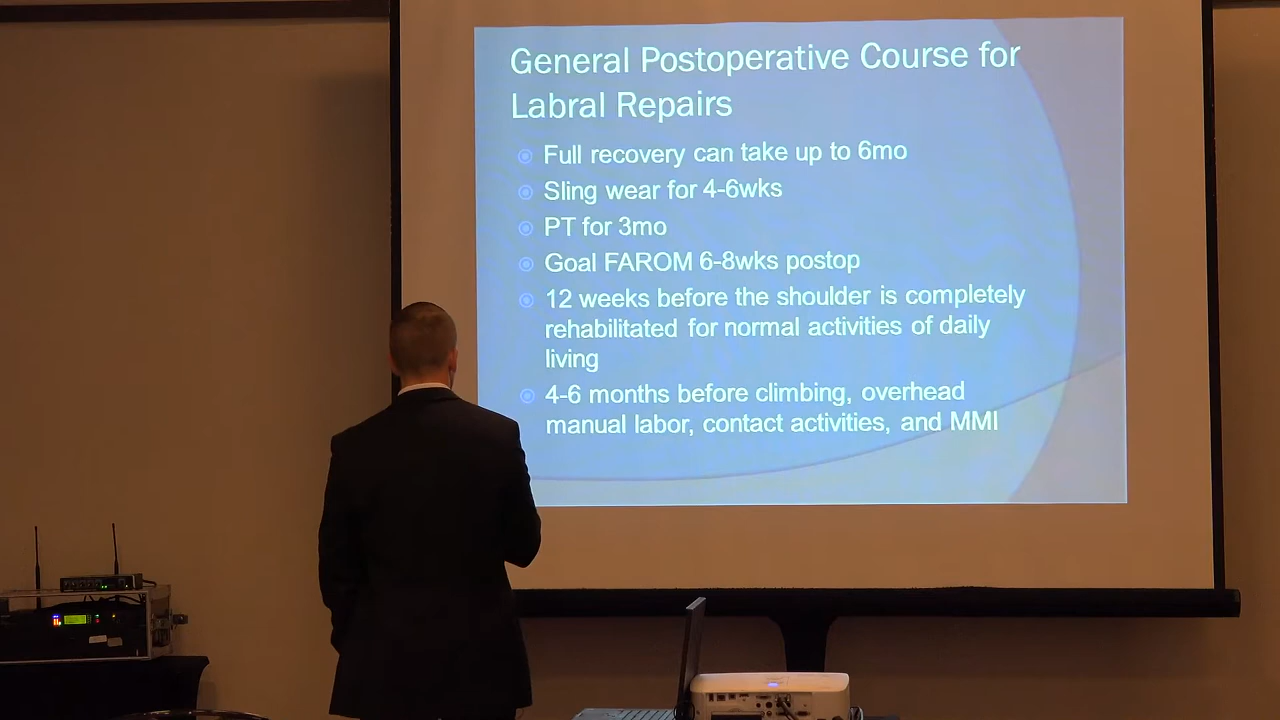 General Postoperative Course for
Labral Repairs
Full recovery can take up to 6mo
Sling wear for 4-6wks
PT for 3mo
Goal FAROM 6-8wks postop
12 weeks before the shoulder is completely
rehabilitated for normal activities of daily
living
4-6 months before climbing, overhead
manual labor, contact activities, and MMI